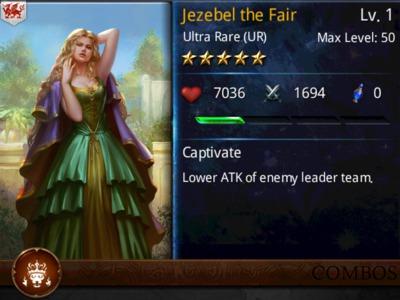 Jezebel the Fair Lv. 1
Ultra Rare (UR) Max Level: 50
7036 1694 0
Captivate
Lower ATK of enemy leader team.
COMBOS